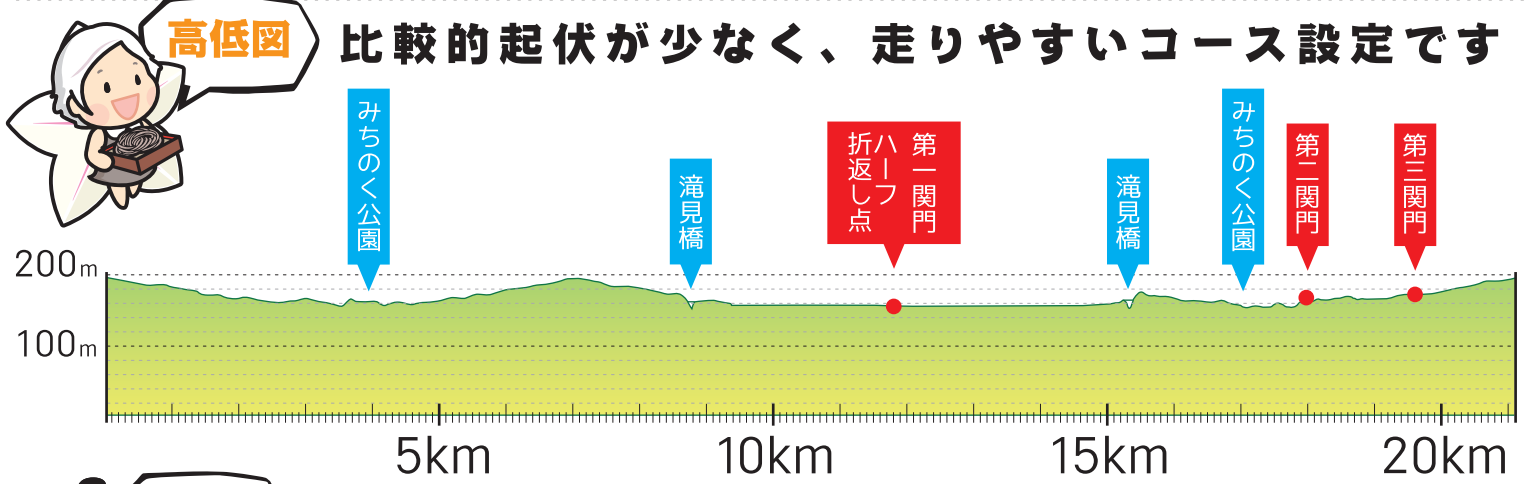 高低図
比較的起伏が少なく、走りやすいコース設定です
みちのく公園
滝見橋
第一関門
ハーフ
折返し点
滝見橋
みちのく公園
第二関門
第三関門
200m
100m
5km
10km
15km
20km